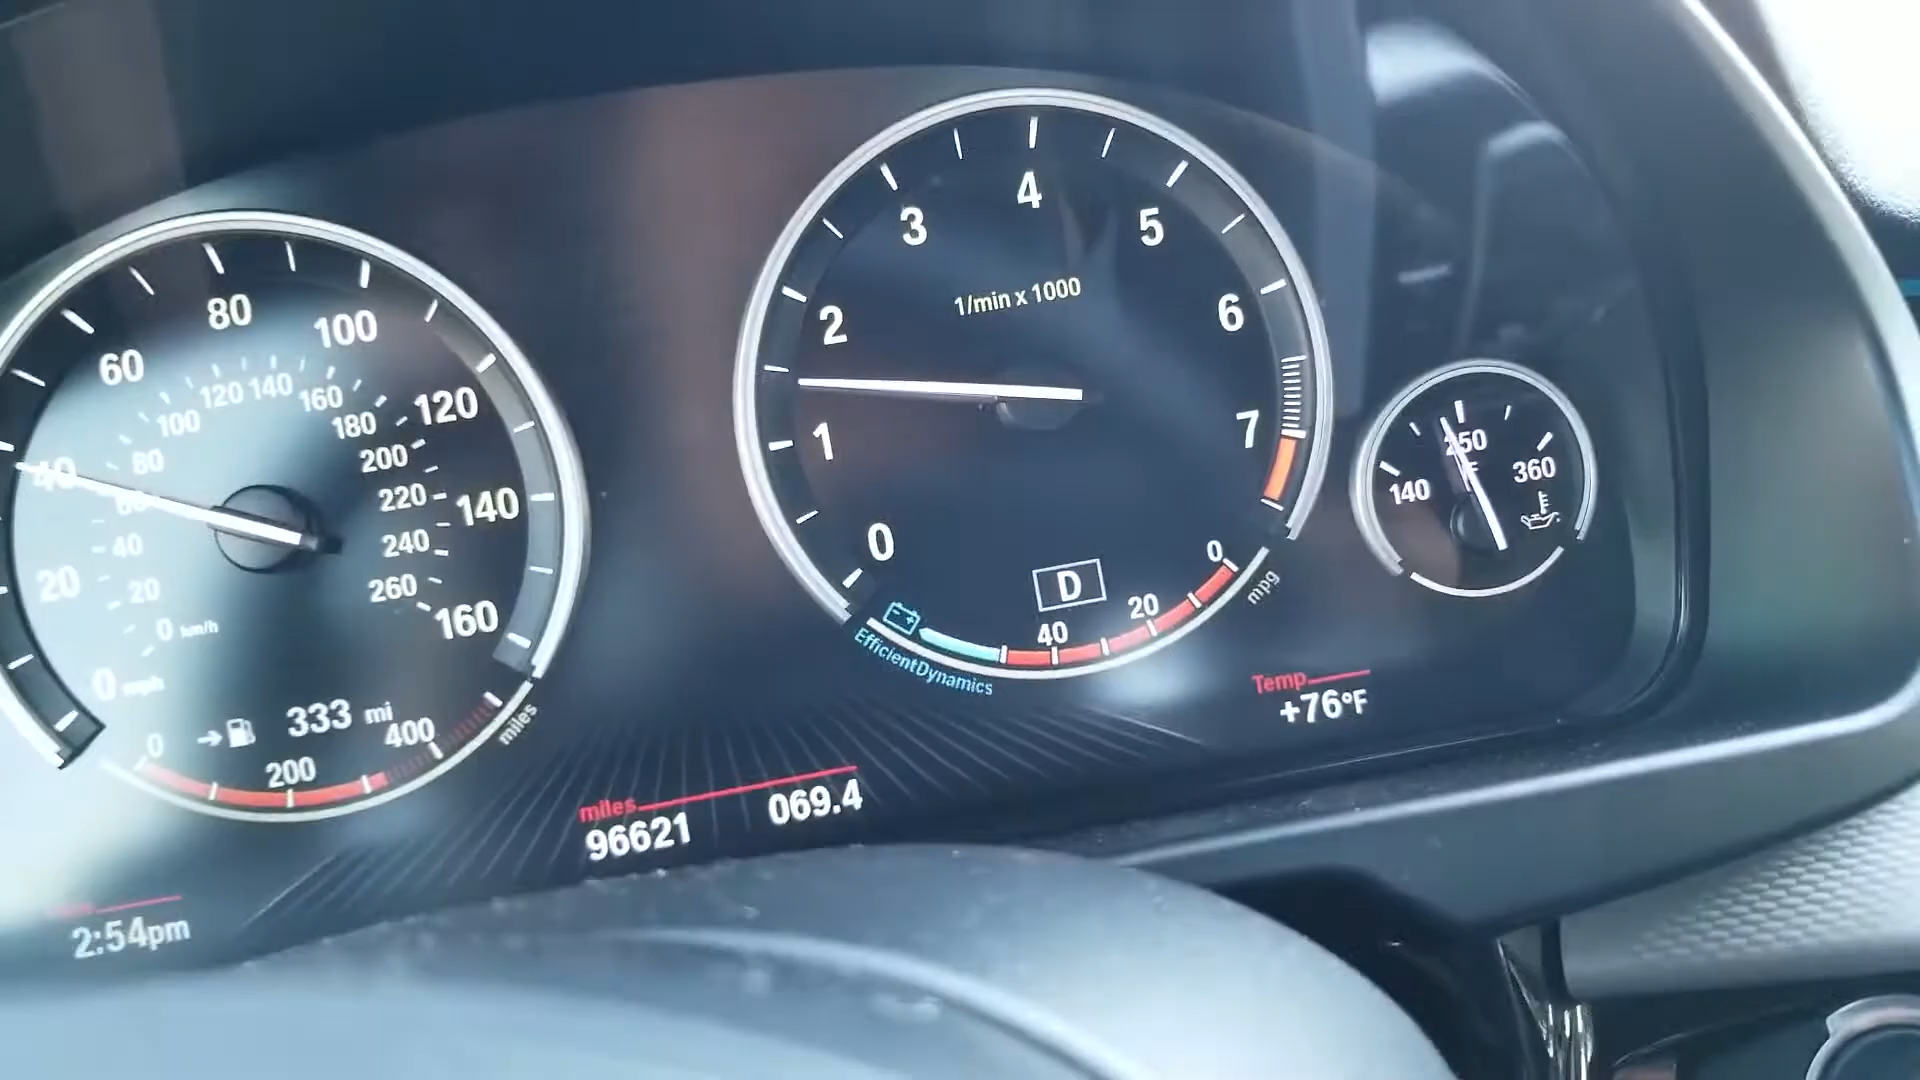 20
40
60
80
100
120
140
160
0 mph
0 km/h
20
40
60
80
100
120 140
160
180
200
220
240
260
333 mi
0
200
400
miles
0
1
2
3
4
5
6
7
1/min x 1000
D
EfficientDynamics
40
20
0
mpg
140
250
°F
360
Temp
+76°F
miles
96621 069.4
2:54pm